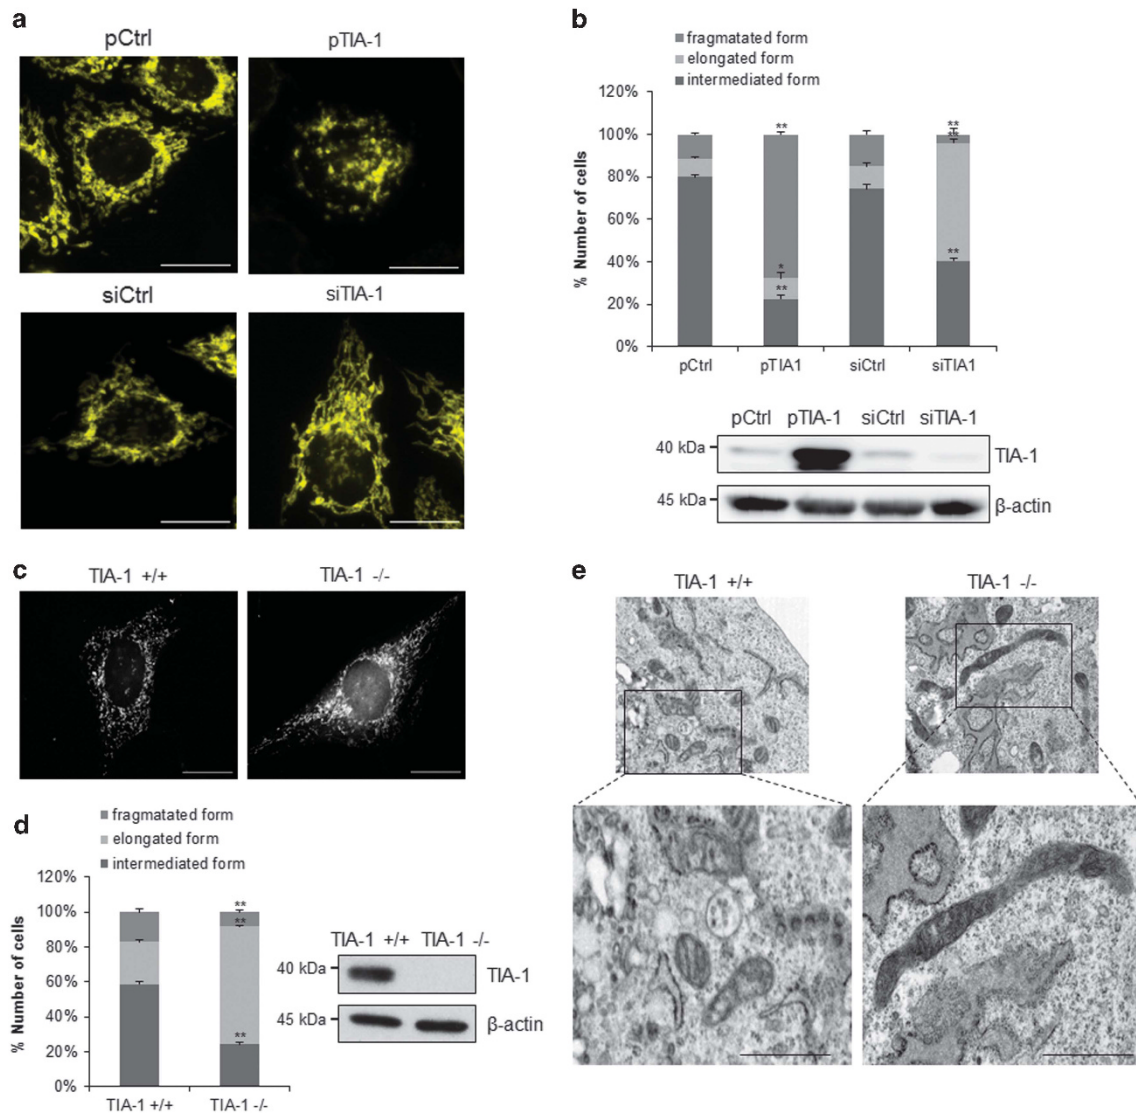 a
pCtrl
pTIA-1
siCtrl
siTIA-1
b
fragmatated form
elongated form
intermediated form
% Number of cells
120%
100%
80%
60%
40%
20%
0%
**
*
**
**
**
**
pCtrl pTIA1 siCtrl siTIA1
pCtrl pTIA-1 siCtrl siTIA-1
40 kDa TIA-1
45 kDa β-actin
c
TIA-1 +/+ TIA-1 -/-
d
fragmatated form
elongated form
intermediated form
% Number of cells
120%
100%
80%
60%
40%
20%
0%
**
**
**
TIA-1 +/+ TIA-1 -/-
TIA-1 +/+ TIA-1 -/-
40 kDa TIA-1
45 kDa β-actin
e
TIA-1 +/+ TIA-1 -/-